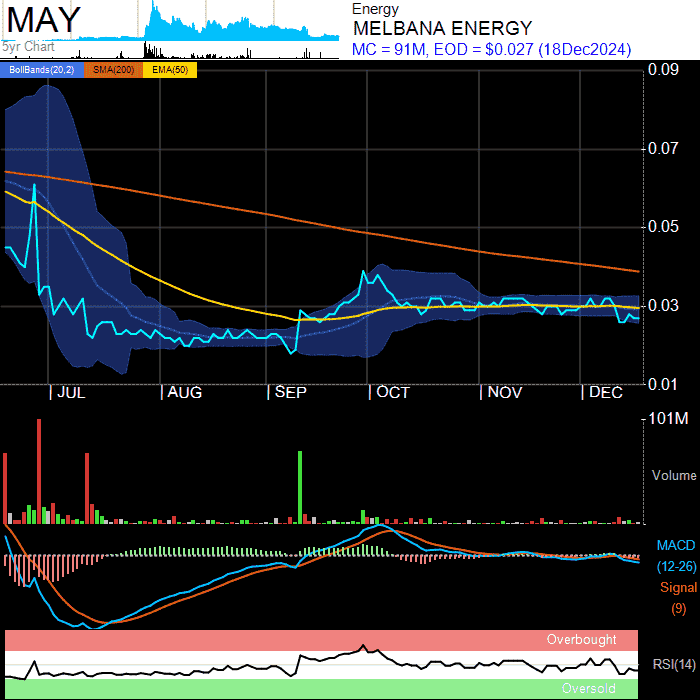 MAY
5yr Chart
Energy
MELBANA ENERGY
MC = 91M, EOD = $0.027 (18Dec2024)
BollBands(20,2) SMA(200) EMA(50)
0.09
0.07
0.05
0.03
0.01
JUL AUG SEP OCT NOV DEC
101M
Volume
MACD
(12-26)
Signal
(9)
Overbought
RSI(14)
Oversold